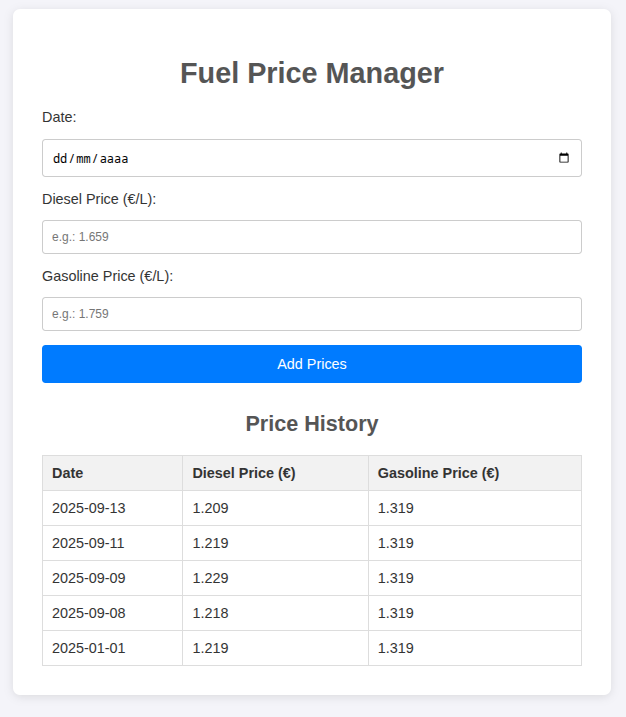 Fuel Price Manager
Date:
dd/mm/aaaa
Diesel Price (€/L):
e.g.: 1.659
Gasoline Price (€/L):
e.g.: 1.759
Add Prices
Price History
Date Diesel Price (€) Gasoline Price (€)
2025-09-13 1.209 1.319
2025-09-11 1.219 1.319
2025-09-09 1.229 1.319
2025-09-08 1.218 1.319
2025-01-01 1.219 1.319